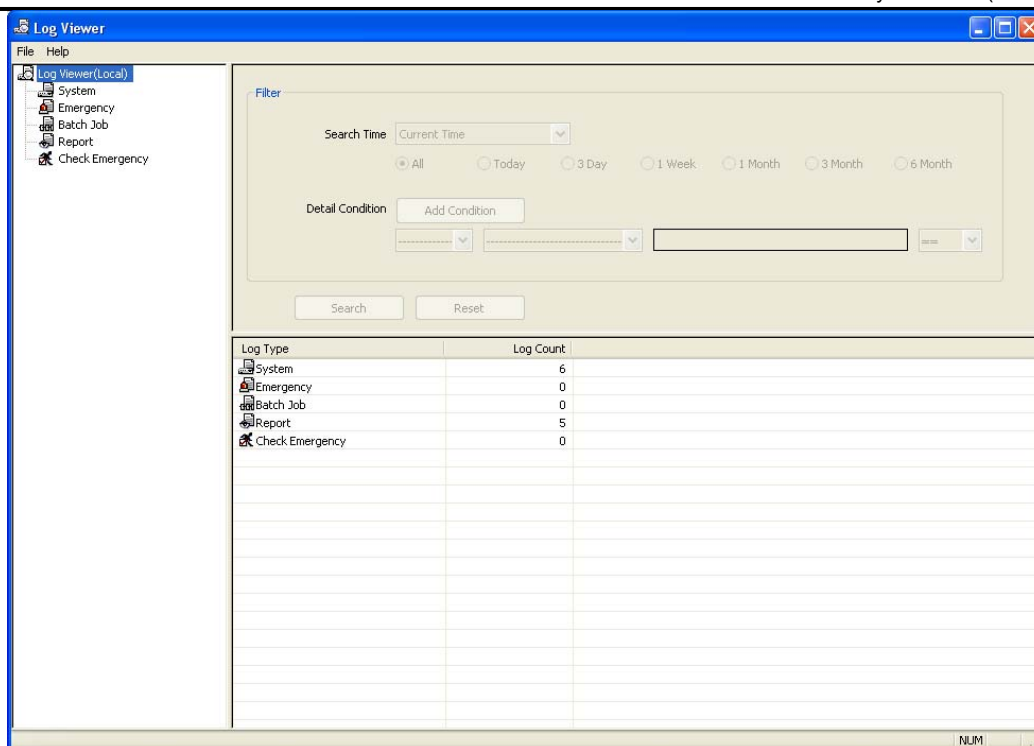 Log Viewer
File Help
Log Viewer(Local)
System
Emergency
Batch Job
Report
Check Emergency
Filter
Search Time Current Time
All Today 3 Day 1 Week 1 Month 3 Month 6 Month
Detail Condition Add Condition
------------ ------------------------------ ==
Search Reset
Log Type Log Count
System 6
Emergency 0
Batch Job 0
Report 5
Check Emergency 0
NUM